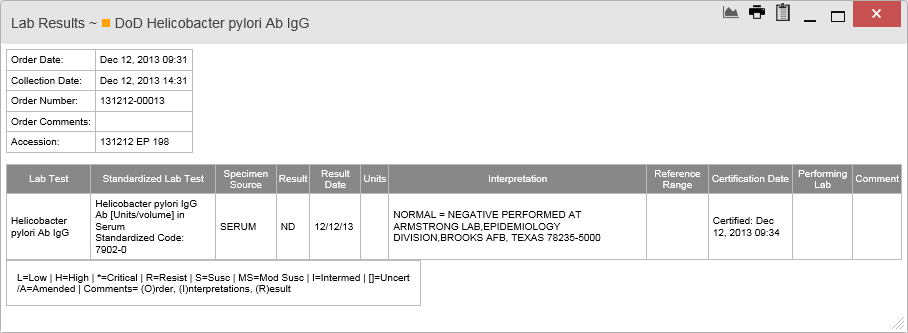 Lab Results ~ DoD Helicobacter pylori Ab IgG
Order Date: Dec 12, 2013 09:31
Collection Date: Dec 12, 2013 14:31
Order Number: 131212-00013
Order Comments:
Accession: 131212 EP 198
Lab Test Standardized Lab Test Specimen Source Result Result Date Units Interpretation Reference Range Certification Date Performing Lab Comment
Helicobacter pylori Ab IgG
Helicobacter pylori IgG
Ab [Units/volume] in
Serum
Standardized Code:
7902-0
SERUM
ND
12/12/13
NORMAL = NEGATIVE PERFORMED AT
ARMSTRONG LAB,EPIDEMIOLOGY
DIVISION,BROOKS AFB, TEXAS 78235-5000
Certified: Dec
12, 2013 09:34
L=Low | H=High | *=Critical | R=Resist | S=Susc | MS=Mod Susc | I=Intermed | []=Uncert
/A=Amended | Comments= (O)rder, (I)nterpretations, (R)esult